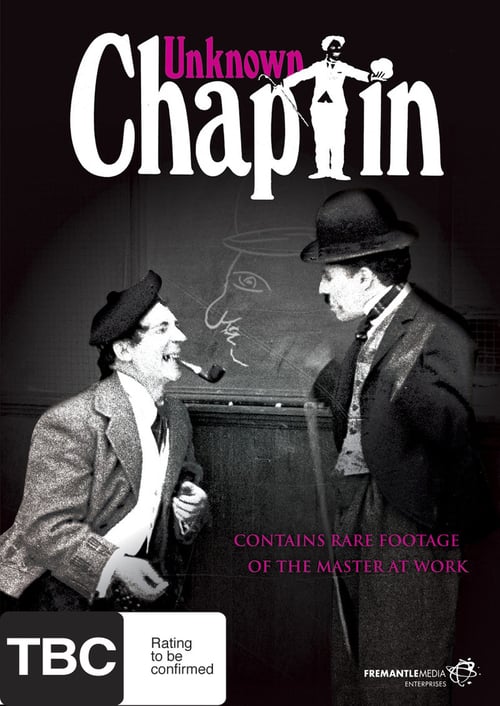 Unknown
Chaplin
CONTAINS RARE FOOTAGE
OF THE MASTER AT WORK
TBC
Rating
to be
confirmed
FREMANTLEMEDIA
ENTERPRISES